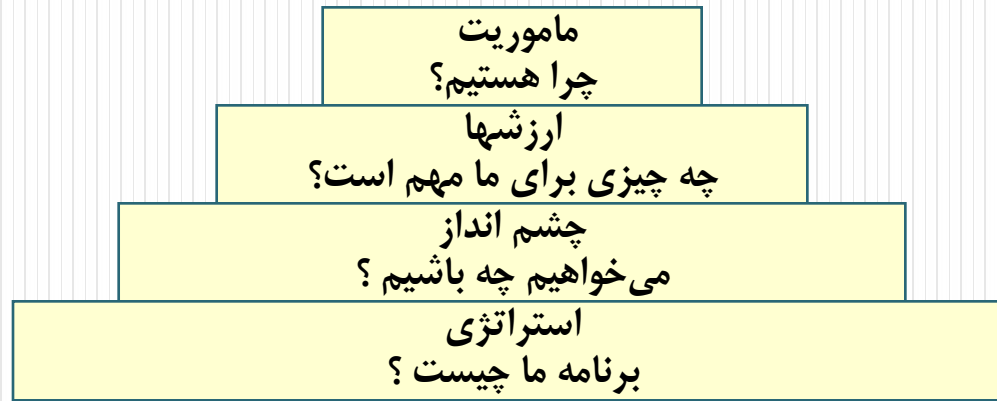 ماموریت
چرا هستیم؟
ارزشها
چه چیزی برای ما مهم است؟
چشم انداز
می‌خواهیم چه باشیم ؟
استراتژی
برنامه ما چیست ؟